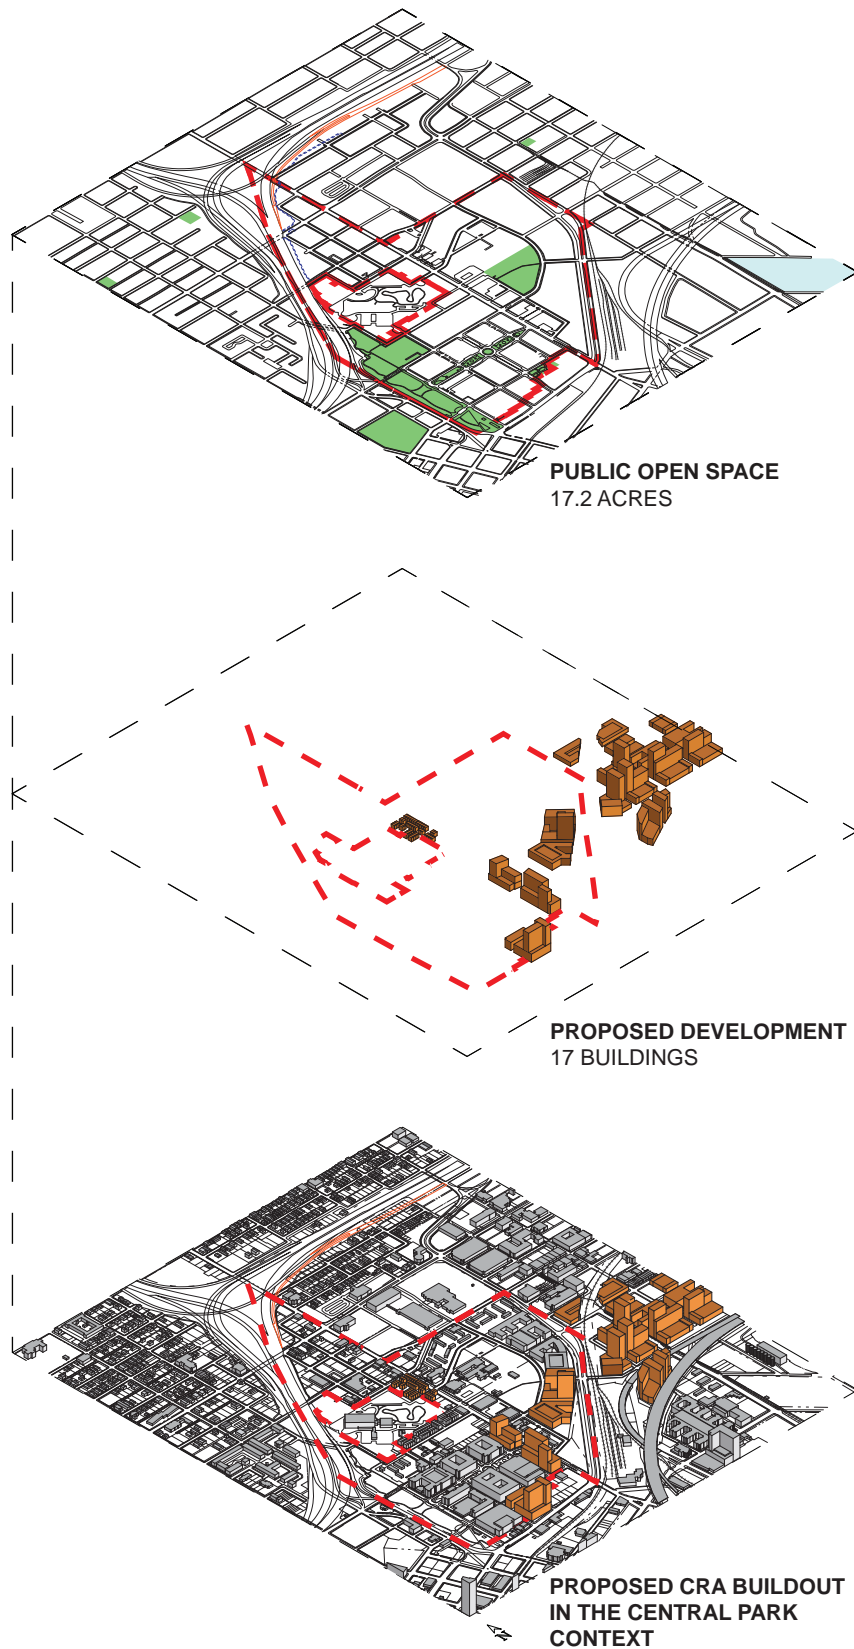 PUBLIC OPEN SPACE
17.2 ACRES
PROPOSED DEVELOPMENT
17 BUILDINGS
PROPOSED CRA BUILDOUT
IN THE CENTRAL PARK
CONTEXT
N